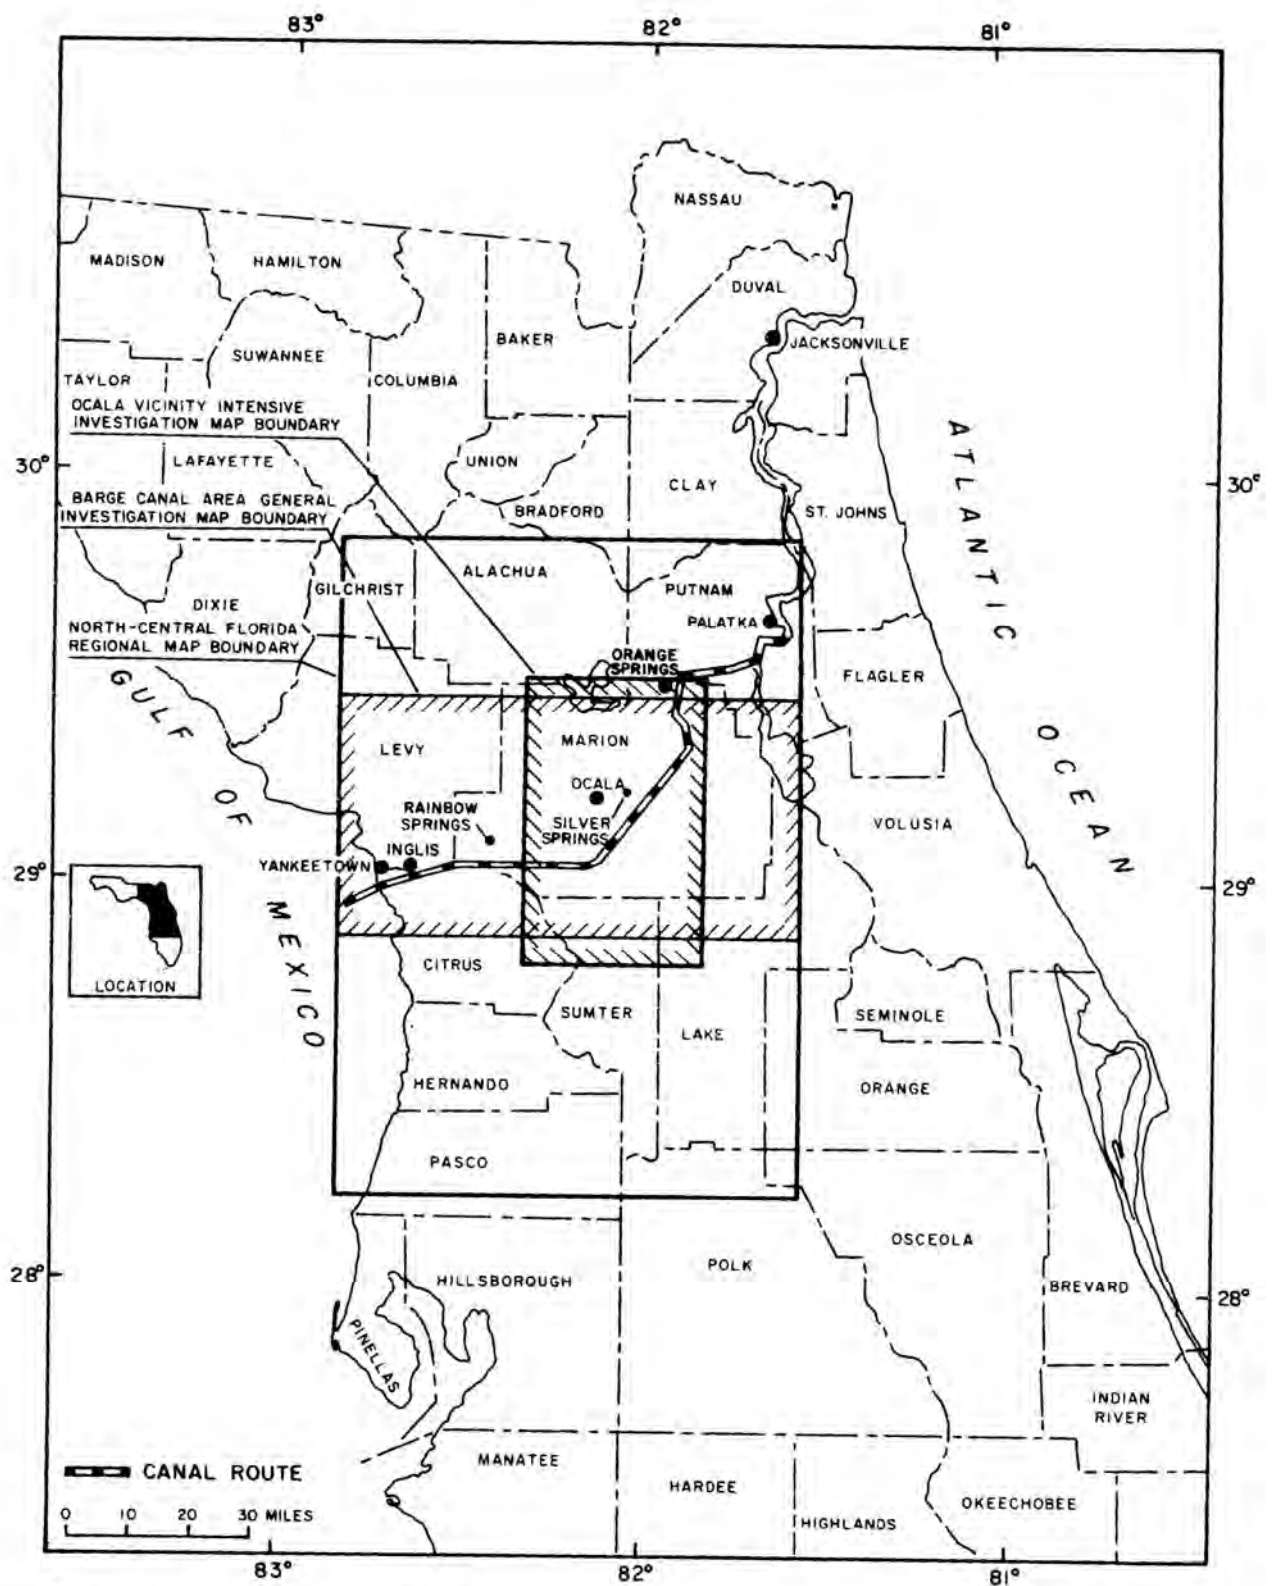 83°
82°
81°
NASSAU
MADISON
HAMILTON
DUVAL
BAKER
JACKSONVILLE
SUWANNEE
TAYLOR
COLUMBIA
OCALA VICINITY INTENSIVE
INVESTIGATION MAP BOUNDARY
30°
LAFAYETTE
UNION
CLAY
30°
BARGE CANAL AREA GENERAL
INVESTIGATION MAP BOUNDARY
BRADFORD
ST. JOHNS
ATLANTIC
OCEAN
GILCHRIST
ALACHUA
PUTNAM
DIXIE
PALATKA
NORTH-CENTRAL FLORIDA
REGIONAL MAP BOUNDARY
ORANGE
SPRINGS
FLAGLER
GULF OF
MEXICO
LEVY
MARION
OCALA
RAINBOW
SPRINGS
SILVER
SPRINGS
VOLUSIA
YANKEETOWN
INGLIS
29°
29°
LOCATION
CITRUS
SUMTER
LAKE
SEMINOLE
HERNANDO
ORANGE
PASCO
OSCEOLA
28°
HILLSBOROUGH
POLK
BREVARD
28°
PINELLAS
INDIAN
RIVER
CANAL ROUTE
MANATEE
HARDEE
OKEECHOBEE
0 10 20 30 MILES
HIGHLANDS
83°
82°
81°